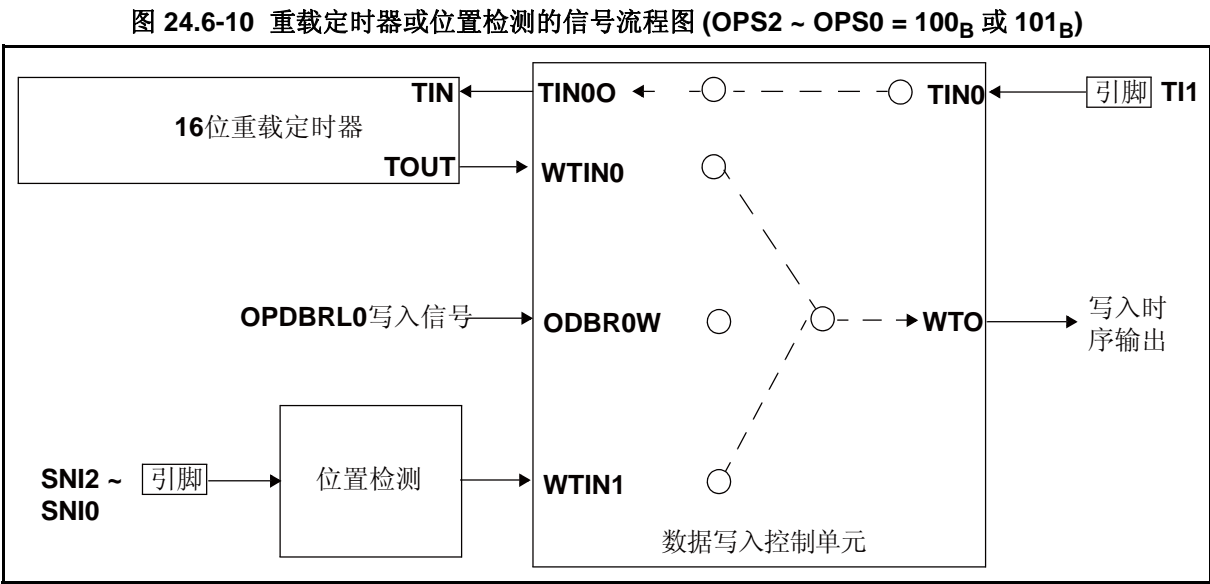 图 24.6-10 重载定时器或位置检测的信号流程图 (OPS2 ~ OPS0 = 100B 或 101B)
TIN
TIN0O
TIN0
引脚 TI1
16位重载定时器
TOUT
WTIN0
OPDBRL0写入信号
ODBR0W
WTO
写入时
序输出
SNI2 ~
SNI0
引脚
位置检测
WTIN1
数据写入控制单元